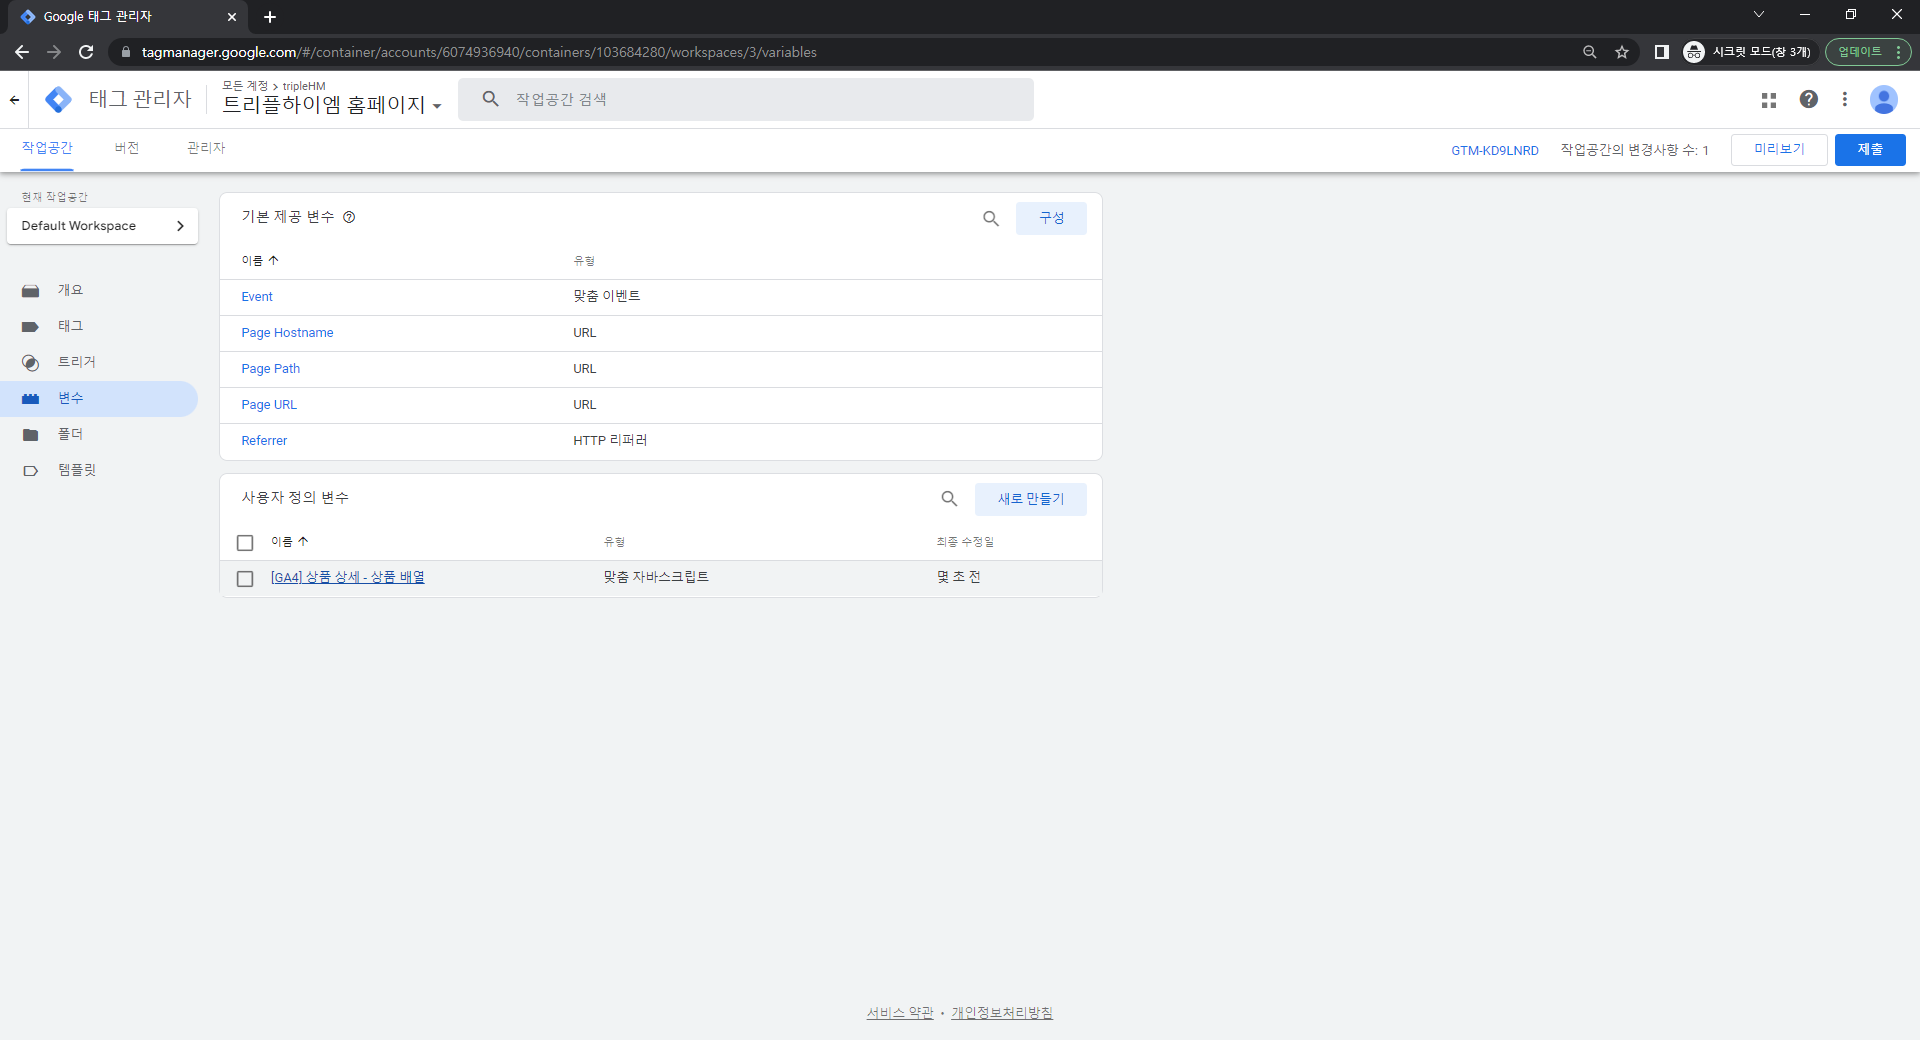 Google 태그 관리자
tagmanager.google.com/#/container/accounts/6074936940/containers/103684280/workspaces/3/variables
시크릿 모드(창 3개)
업데이트
태그 관리자
모든 계정 > tripleHM
트리플하이엠 홈페이지
작업공간 검색
작업공간
버전
관리자
GTM-KD9LNRD
작업공간의 변경사항 수: 1
미리보기
제출
현재 작업공간
Default Workspace
개요
태그
트리거
변수
폴더
템플릿
기본 제공 변수
구성
이름 유형
Event 맞춤 이벤트
Page Hostname URL
Page Path URL
Page URL URL
Referrer HTTP 리퍼러
사용자 정의 변수
새로 만들기
이름 유형 최종 수정일
[GA4] 상품 상세 - 상품 배열 맞춤 자바스크립트 몇 초 전
서비스 약관 · 개인정보처리방침